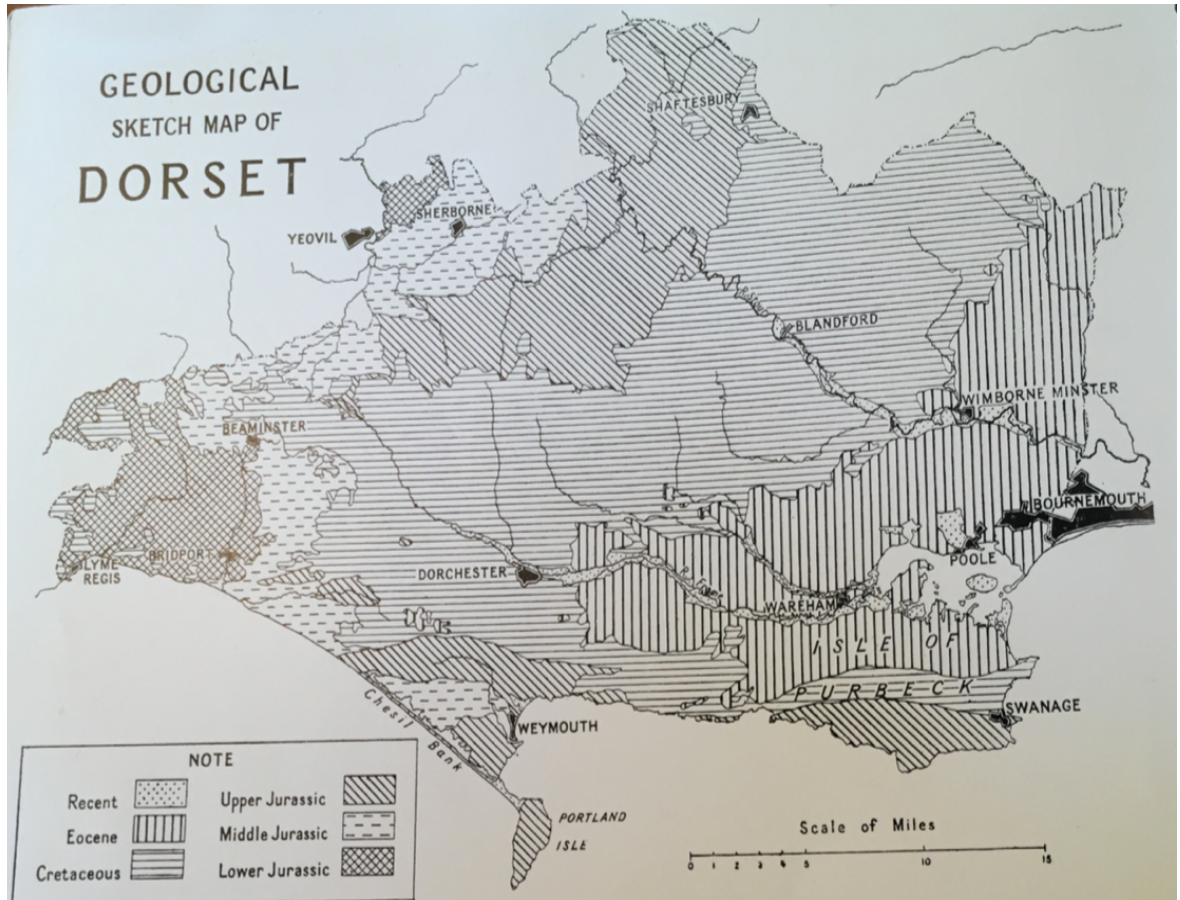 GEOLOGICAL
SKETCH MAP OF
DORSET
SHAFTESBURY
SHERBORNE
YEOVIL
R. Stour
BLANDFORD
WIMBORNE MINSTER
BEAMINSTER
BOURNEMOUTH
BRIDPORT
LYME
REGIS
DORCHESTER
POOLE
R. Frome
WAREHAM
ISLE OF
PURBECK
SWANAGE
Chesil
Bank
WEYMOUTH
PORTLAND
ISLE
NOTE
Recent
Upper Jurassic
Eocene
Middle Jurassic
Cretaceous
Lower Jurassic
Scale of Miles
0 1 2 3 4 5 10 15